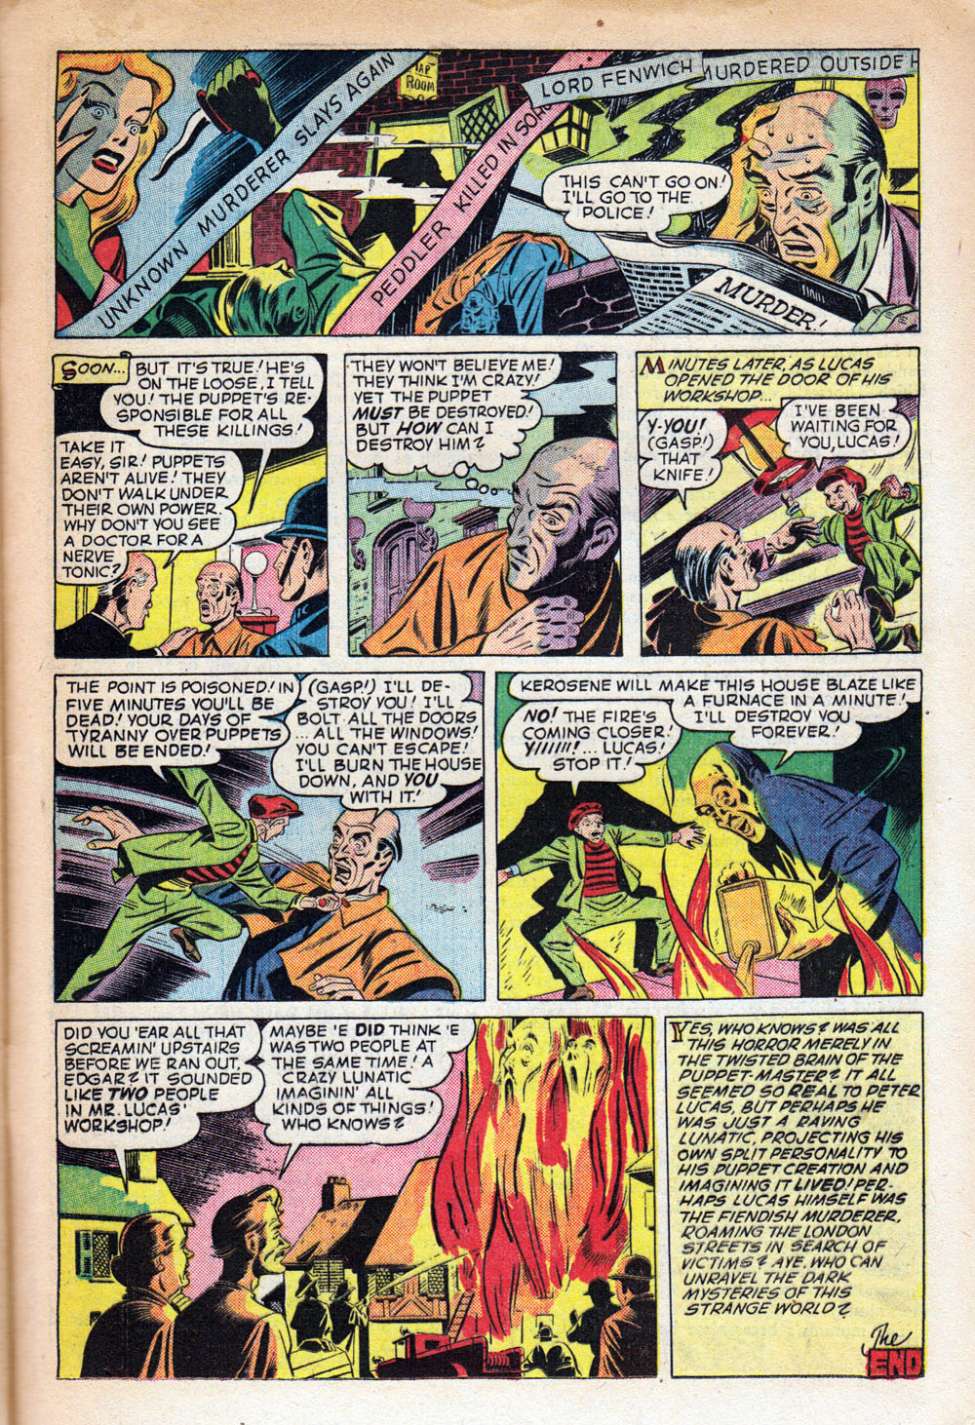 UNKNOWN MURDERER SLAYS AGAIN
ROOM
PEDDLER KILLED IN
LORD FENWICH MURDERED OUTSIDE H
THIS CAN'T GO ON!
I'LL GO TO THE
POLICE!
MURDER!
SOON...
BUT IT'S TRUE! HE'S
ON THE LOOSE, I TELL
YOU! THE PUPPET'S RE-
SPONSIBLE FOR ALL
THESE KILLINGS!
TAKE IT
EASY, SIR! PUPPETS
AREN'T ALIVE! THEY
DON'T WALK UNDER
THEIR OWN POWER.
WHY DON'T YOU SEE
A DOCTOR FOR A
NERVE
TONIC?
THEY WON'T BELIEVE ME!
THEY THINK I'M CRAZY!
YET THE PUPPET
MUST BE DESTROYED!
BUT HOW CAN I
DESTROY HIM?
MINUTES LATER, AS LUCAS
OPENED THE DOOR OF HIS
WORKSHOP...
Y-YOU!
(GASP!)
THAT
KNIFE!
I'VE BEEN
WAITING FOR
YOU, LUCAS!
THE POINT IS POISONED! IN
FIVE MINUTES YOU'LL BE
DEAD! YOUR DAYS OF
TYRANNY OVER PUPPETS
WILL BE ENDED!
(GASP!) I'LL DE-
STROY YOU! I'LL
BOLT ALL THE DOORS
... ALL THE WINDOWS!
YOU CAN'T ESCAPE!
I'LL BURN THE HOUSE
DOWN, AND YOU
WITH IT!
KEROSENE WILL MAKE THIS HOUSE BLAZE LIKE
A FURNACE IN A MINUTE!
I'LL DESTROY YOU
FOREVER!
NO! THE FIRE'S
COMING CLOSER!
YIIIIII!... LUCAS!
STOP IT!
DID YOU 'EAR ALL THAT
SCREAMIN' UPSTAIRS
BEFORE WE RAN OUT,
EDGAR? IT SOUNDED
LIKE TWO PEOPLE
IN MR. LUCAS'
WORKSHOP!
MAYBE 'E DID THINK 'E
WAS TWO PEOPLE AT
THE SAME TIME! A
CRAZY LUNATIC
IMAGININ' ALL
KINDS OF THINGS!
WHO KNOWS?
YES, WHO KNOWS? WAS ALL
THIS HORROR MERELY IN
THE TWISTED BRAIN OF THE
PUPPET-MASTER? IT ALL
SEEMED SO REAL TO PETER
LUCAS, BUT PERHAPS HE
WAS JUST A RAVING
LUNATIC, PROJECTING HIS
OWN SPLIT PERSONALITY TO
HIS PUPPET CREATION AND
IMAGINING IT LIVED! PER-
HAPS LUCAS HIMSELF WAS
THE FIENDISH MURDERER,
ROAMING THE LONDON
STREETS IN SEARCH OF
VICTIMS? AYE, WHO CAN
UNRAVEL THE DARK
MYSTERIES OF THIS
STRANGE WORLD?
The
END